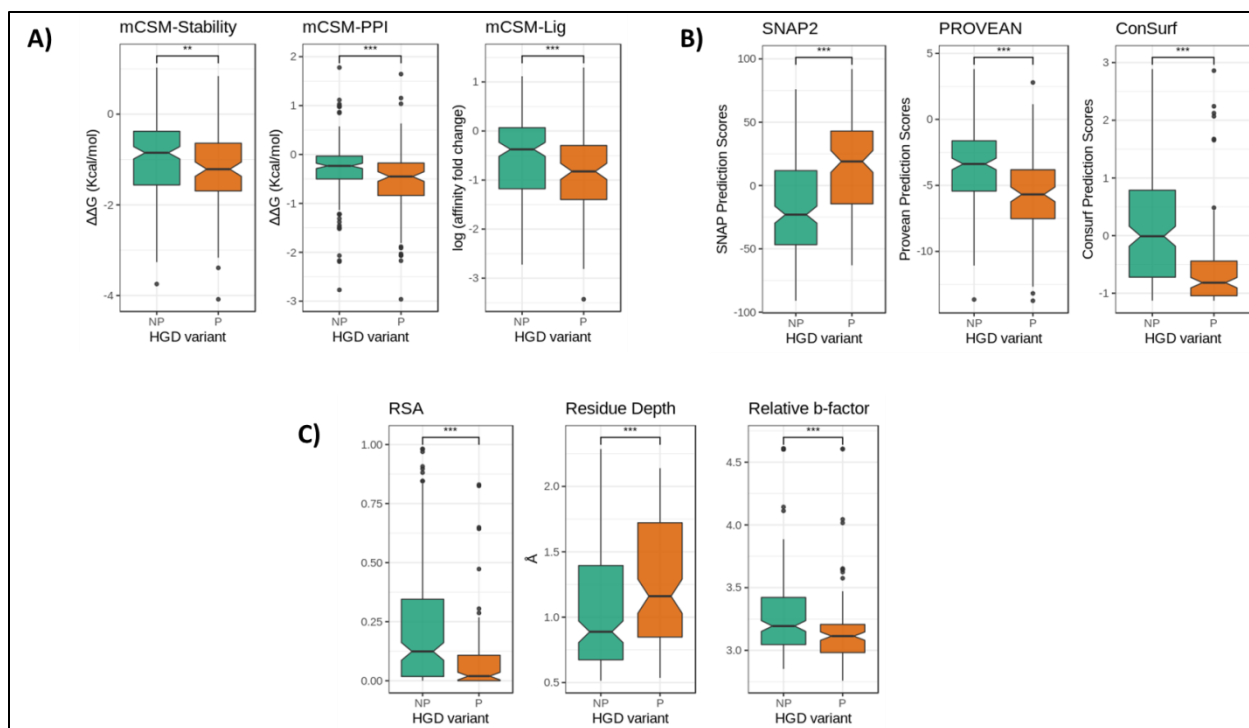 A)
mCSM-Stability
**
ΔΔG (Kcal/mol)
0
-2
-4
NP
P
HGD variant
mCSM-PPI
***
ΔΔG (Kcal/mol)
2
1
0
-1
-2
-3
NP
P
HGD variant
mCSM-Lig
***
log (affinity fold change)
1
0
-1
-2
-3
NP
P
HGD variant
B)
SNAP2
***
SNAP Prediction Scores
100
50
0
-50
-100
NP
P
HGD variant
PROVEAN
***
Provean Prediction Scores
5
0
-5
-10
NP
P
HGD variant
ConSurf
***
Consurf Prediction Scores
3
2
1
0
-1
NP
P
HGD variant
C)
RSA
***
1.00
0.75
0.50
0.25
0.00
NP
P
HGD variant
Residue Depth
***
Å
2.0
1.5
1.0
0.5
NP
P
HGD variant
Relative b-factor
***
4.5
4.0
3.5
3.0
NP
P
HGD variant